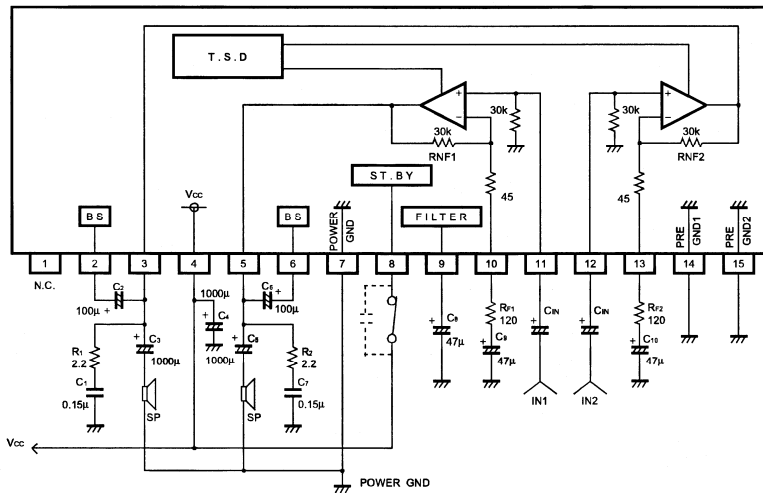 T.S.D
+
−
30k
30k
RNF1
+
−
30k
30k
RNF2
45
45
ST.BY
FILTER
Vcc
BS
BS
POWER GND
PRE GND1
PRE GND2
1 2 3 4 5 6 7 8 9 10 11 12 13 14 15
N.C.
C2
100μ +
1000μ
+ C4
C5 +
100μ
R1
2.2
+ C3
1000μ
+ C6
1000μ
R2
2.2
C1
0.15μ
SP
SP
C7
0.15μ
+ C8
47μ
RF1
120
+ C9
47μ
+ CIN
+ CIN
RF2
120
+ C10
47μ
IN1
IN2
Vcc
POWER GND